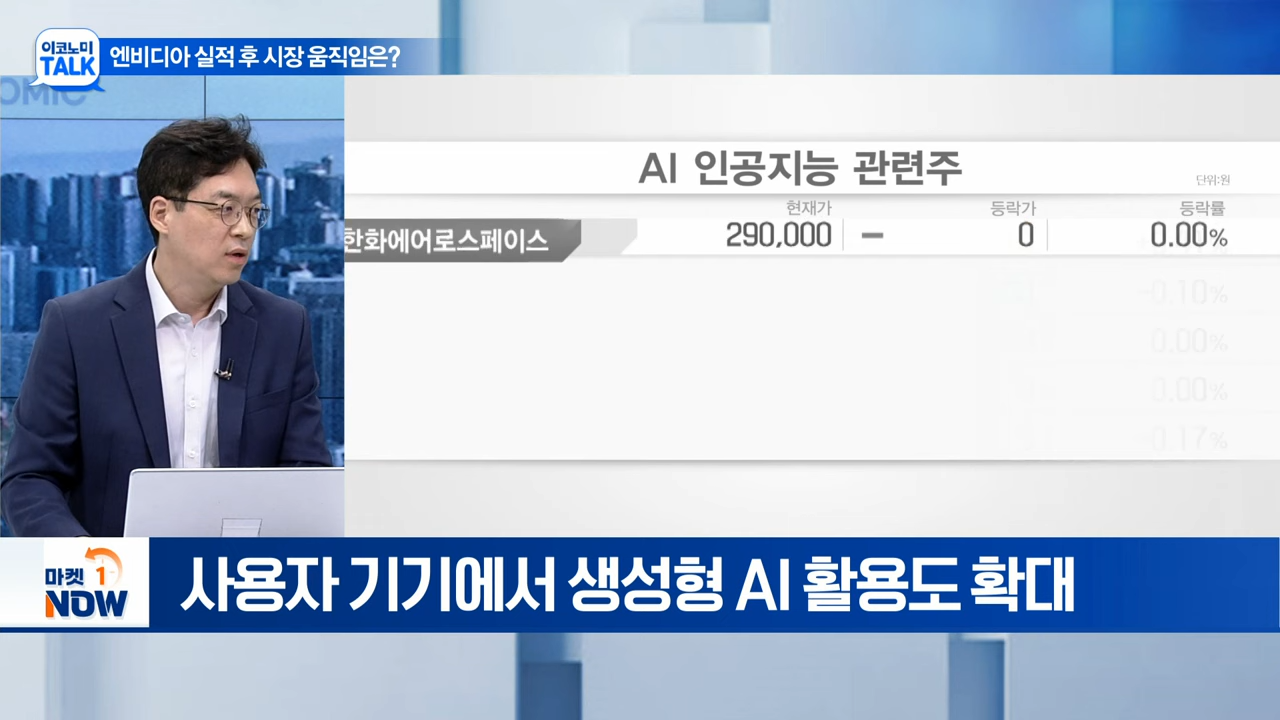 이코노미
TALK
엔비디아 실적 후 시장 움직임은?
OMIC
AI 인공지능 관련주
단위:원
현재가 등락가 등락률
한화에어로스페이스 290,000 0 0.00%
-0.10%
0.00%
0.00%
-0.17%
마켓 1
NOW
사용자 기기에서 생성형 AI 활용도 확대